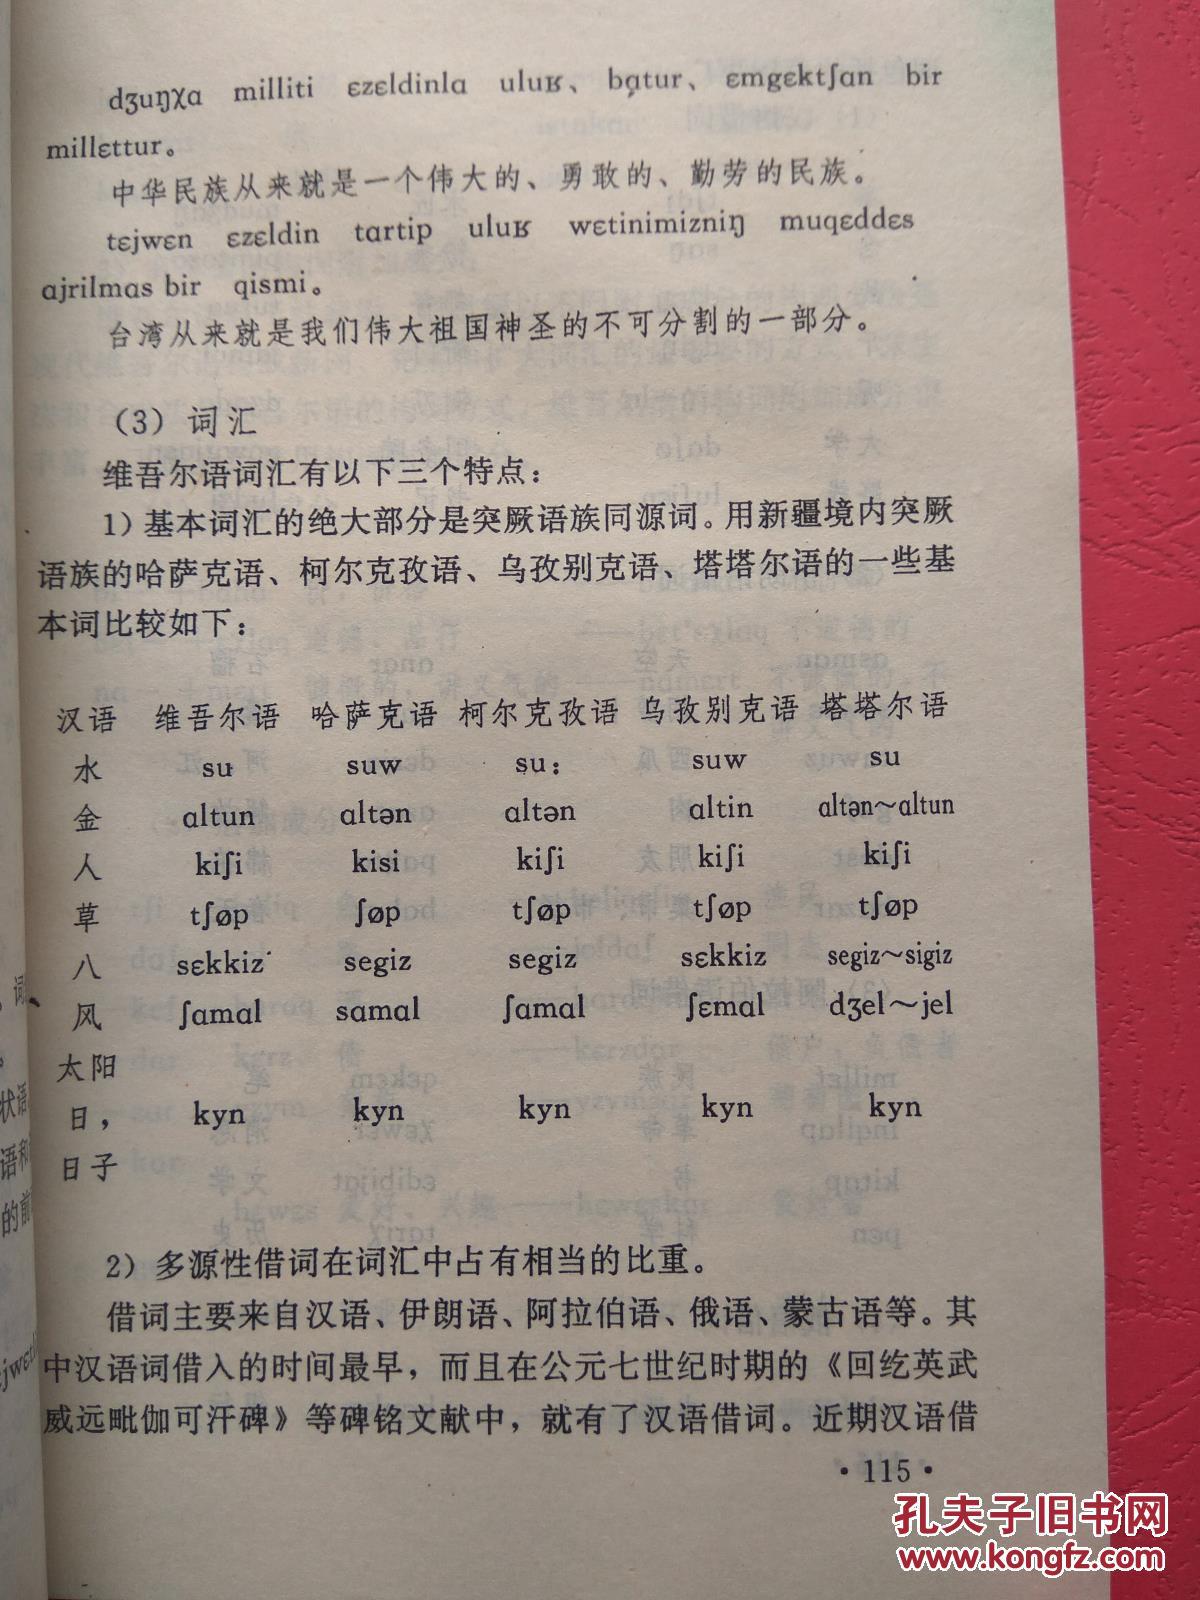 dʒuŋχɑ milliti ɛzɛldinlɑ uluʁ、bɑtur、ɛmgɛktʃɑn bir
millɛttur。
中华民族从来就是一个伟大的、勇敢的、勤劳的民族。
tɛjwɛn ɛzɛldin tɑrtip uluʁ wɛtinimizniŋ muqɛddɛs
ɑjrilmɑs bir qismi。
台湾从来就是我们伟大祖国神圣的不可分割的一部分。
（3）词汇
维吾尔语词汇有以下三个特点：
1）基本词汇的绝大部分是突厥语族同源词。用新疆境内突厥
语族的哈萨克语、柯尔克孜语、乌孜别克语、塔塔尔语的一些基
本词比较如下：
汉语 维吾尔语 哈萨克语 柯尔克孜语 乌孜别克语 塔塔尔语
水 su suw su： suw su
金 ɑltun ɑltən ɑltən ɑltin ɑltən～ɑltun
人 kiʃi kisi kiʃi kiʃi kiʃi
草 tʃøp ʃøp tʃøp tʃøp tʃøp
八 sɛkkiz segiz segiz sɛkkiz segiz～sigiz
风 ʃɑmɑl sɑmɑl ʃɑmɑl ʃɛmɑl dʒel～jel
太阳
日， kyn kyn kyn kyn kyn
日子
2）多源性借词在词汇中占有相当的比重。
借词主要来自汉语、伊朗语、阿拉伯语、俄语、蒙古语等。其
中汉语词借入的时间最早，而且在公元七世纪时期的《回纥英武
威远毗伽可汗碑》等碑铭文献中，就有了汉语借词。近期汉语借
·115·
孔夫子旧书网
www.kongfz.com